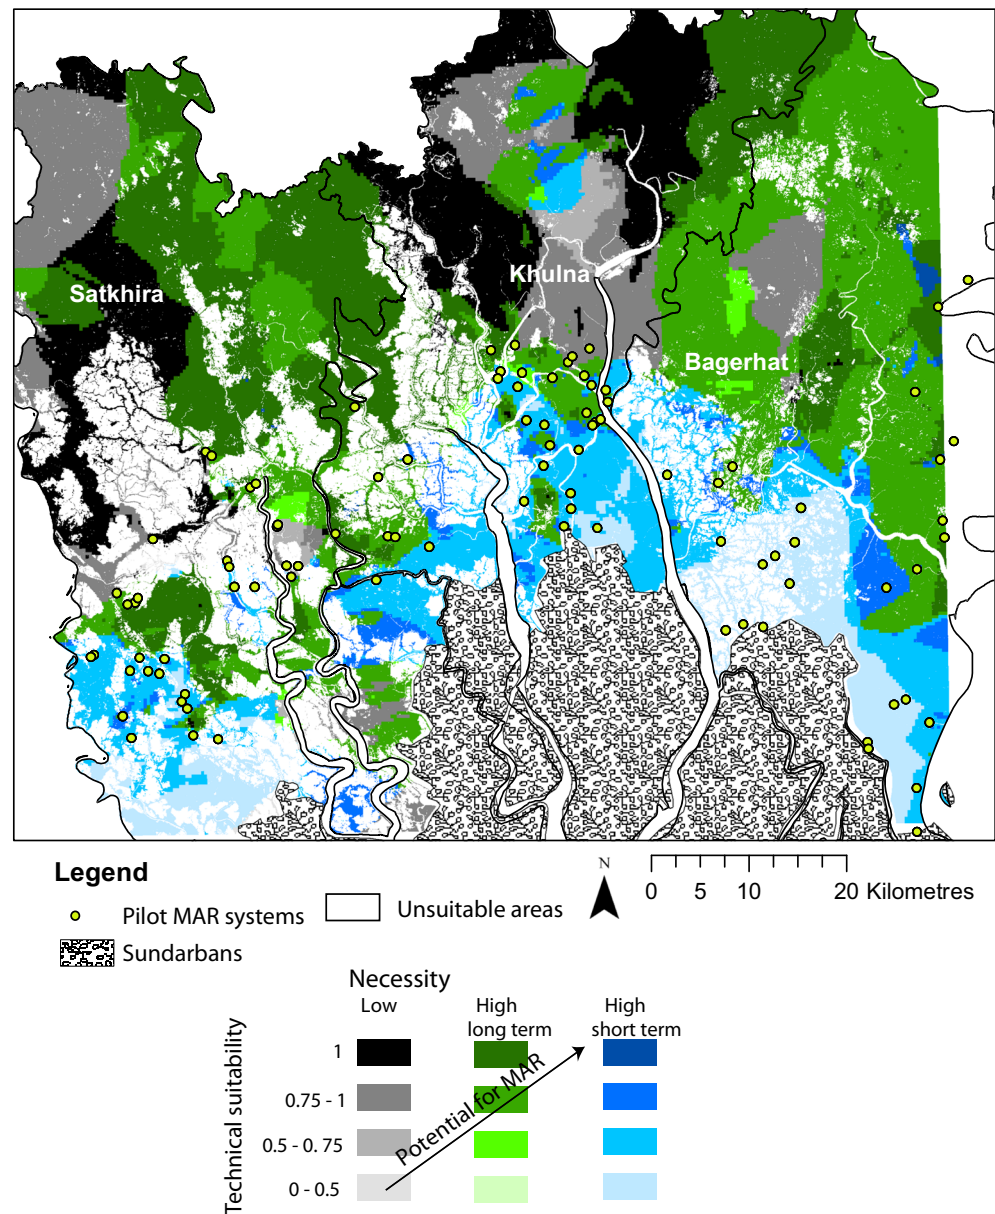 Khulna
Satkhira
Bagerhat
Legend
Pilot MAR systems
Unsuitable areas
Sundarbans
N
0 5 10 20 Kilometres
Necessity
Low
High
long term
High
short term
Technical suitability
1
0.75 - 1
0.5 - 0.75
0 - 0.5
Potential for MAR